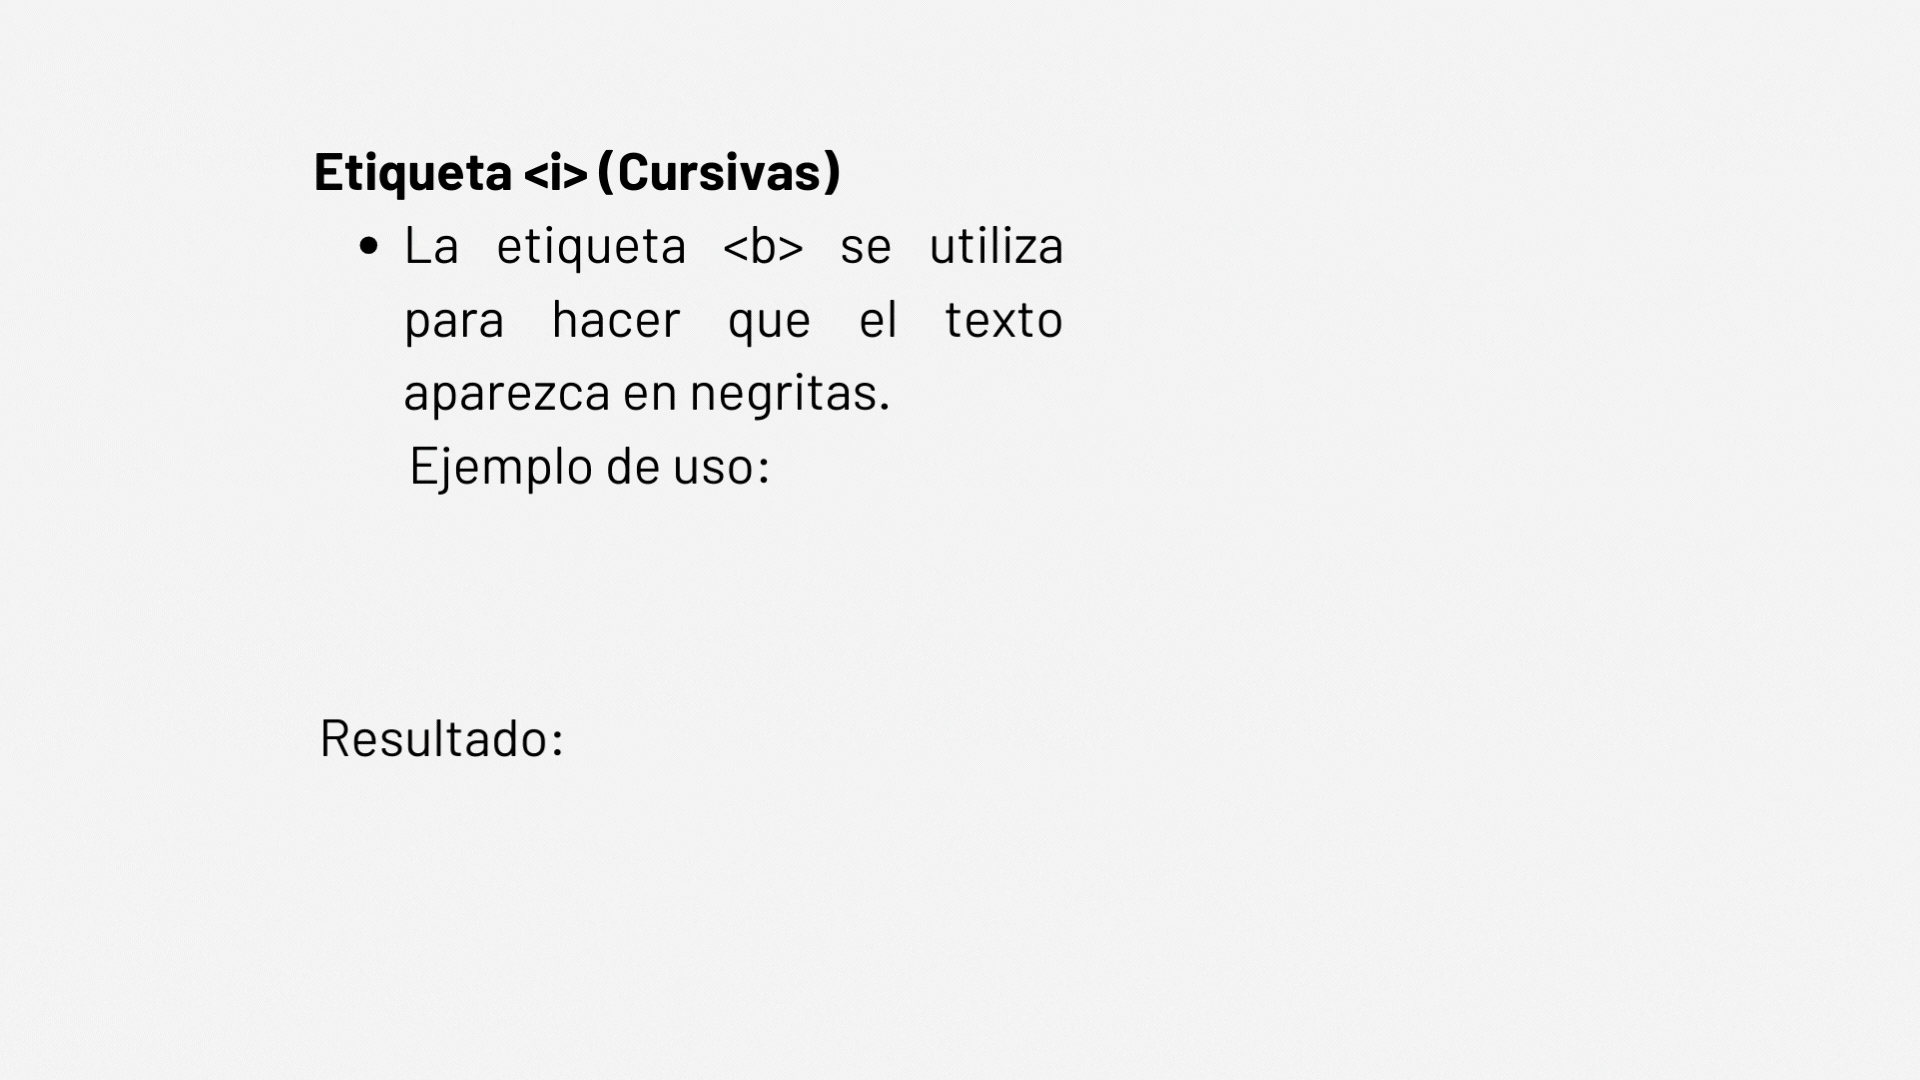 Etiqueta <i> (Cursivas)
• La etiqueta <b> se utiliza
para hacer que el texto
aparezca en negritas.
Ejemplo de uso:
Resultado: